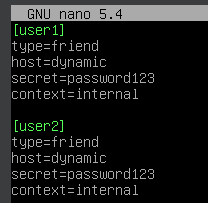 GNU nano 5.4
[user1]
type=friend
host=dynamic
secret=password123
context=internal
[user2]
type=friend
host=dynamic
secret=password123
context=internal